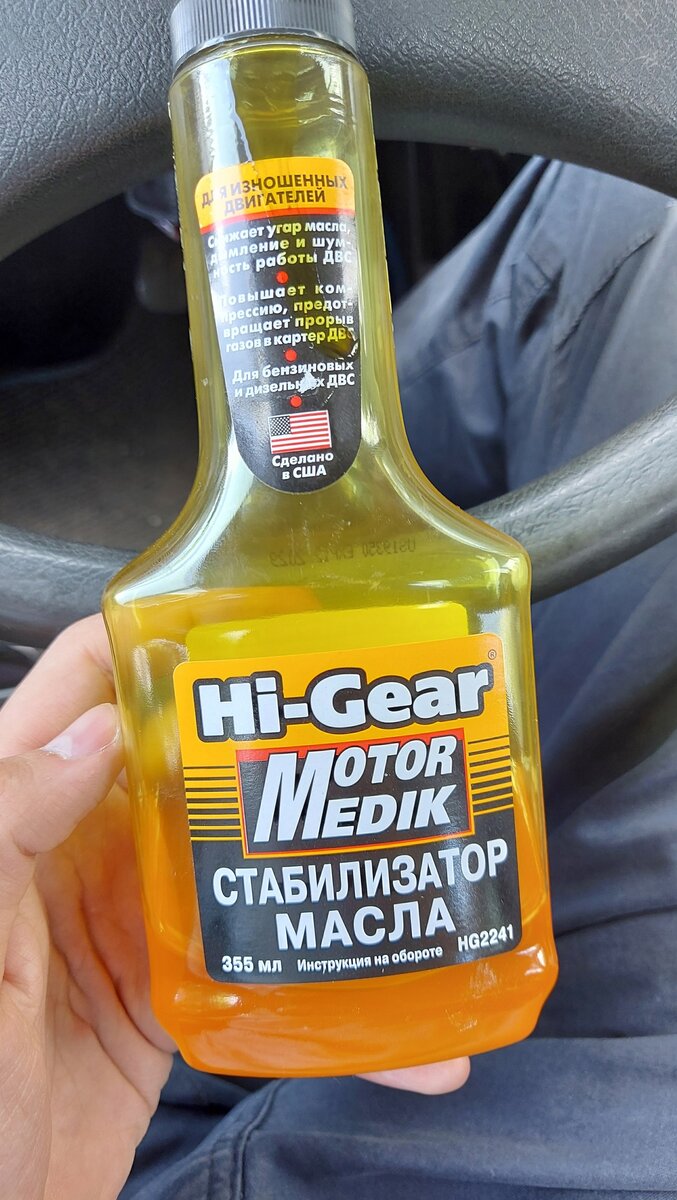 ДЛЯ ИЗНОШЕННЫХ
ДВИГАТЕЛЕЙ
Снижает угар масла,
дымление и шум-
ность работы ДВС
Повышает ком-
прессию, предот-
вращает прорыв
газов в картер ДВС
Для бензиновых
и дизельных ДВС
Сделано
в США
Hi-Gear®
MOTOR
MEDIK
СТАБИЛИЗАТОР
МАСЛА
355 мл Инструкция на обороте HG2241